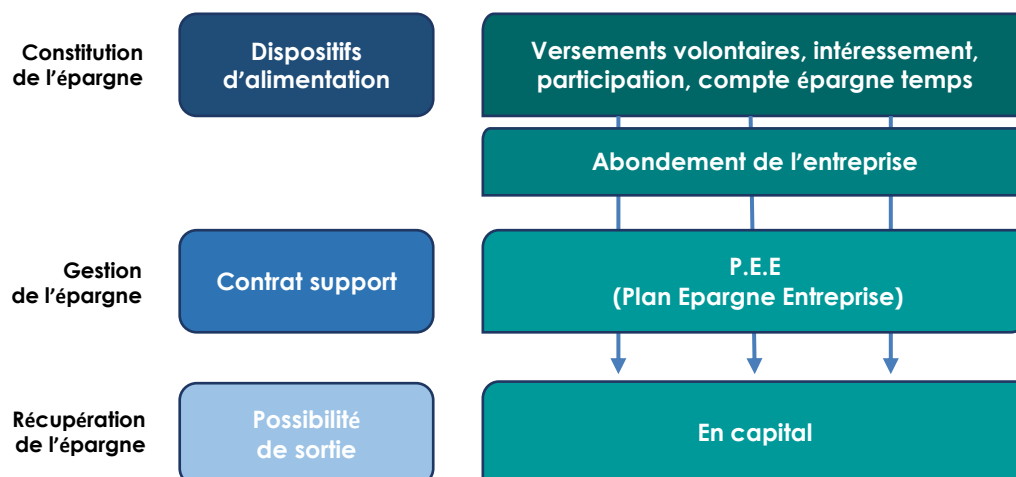 Constitution
de l'épargne
Dispositifs
d'alimentation
Versements volontaires, intéressement,
participation, compte épargne temps
Abondement de l'entreprise
Gestion
de l'épargne
Contrat support
P.E.E
(Plan Epargne Entreprise)
Récupération
de l'épargne
Possibilité
de sortie
En capital